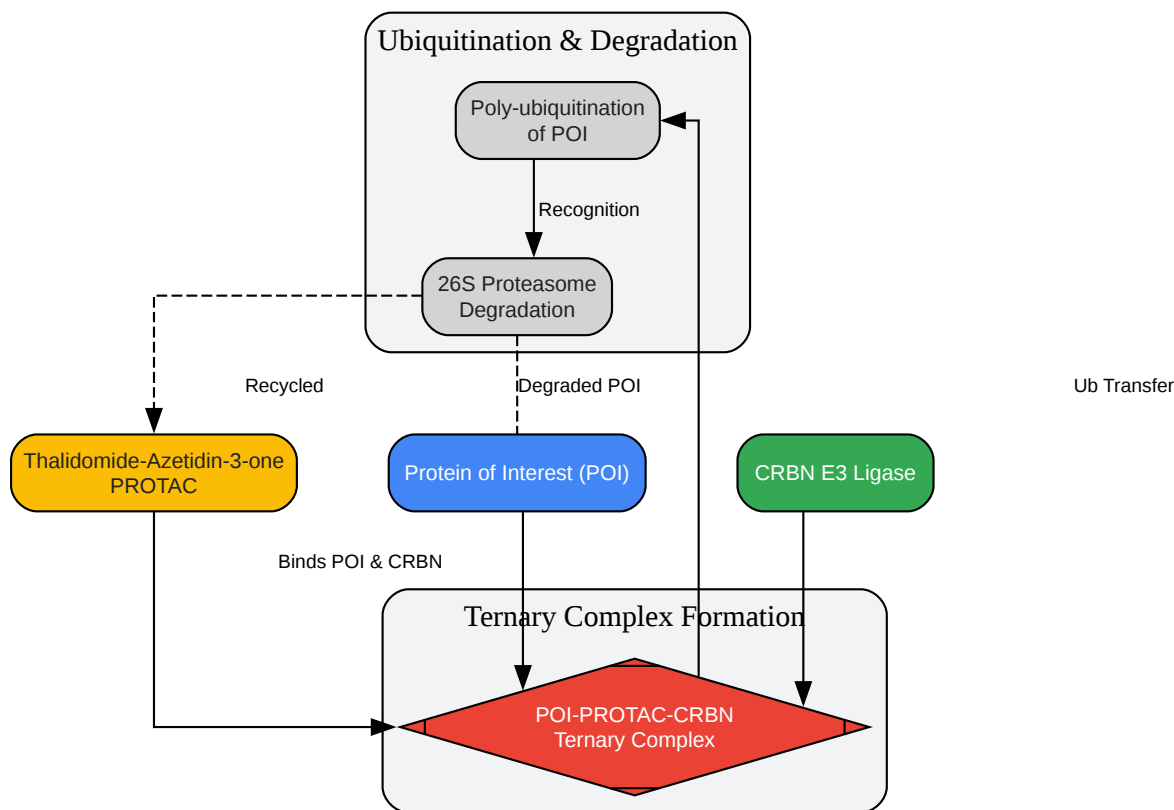 Ubiquitination & Degradation
Poly-ubiquitination
of POI
Recognition
26S Proteasome
Degradation
Recycled
Degraded POI
Ub Transfer
Thalidomide-Azetidin-3-one
PROTAC
Protein of Interest (POI)
CRBN E3 Ligase
Binds POI & CRBN
Ternary Complex Formation
POI-PROTAC-CRBN
Ternary Complex